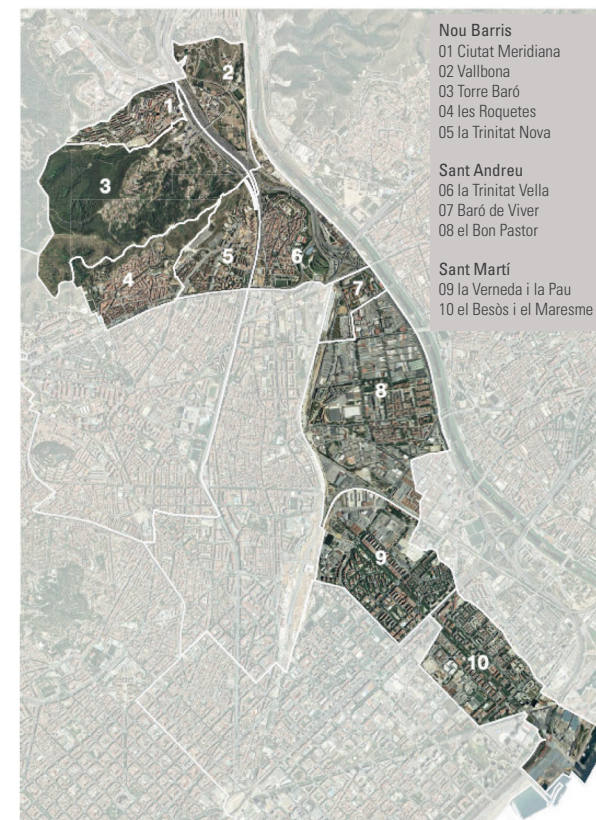 Nou Barris
01 Ciutat Meridiana
02 Vallbona
03 Torre Baró
04 les Roquetes
05 la Trinitat Nova
Sant Andreu
06 la Trinitat Vella
07 Baró de Viver
08 el Bon Pastor
Sant Martí
09 la Verneda i la Pau
10 el Besòs i el Maresme
2
1
3
5
6
4
7
8
9
10